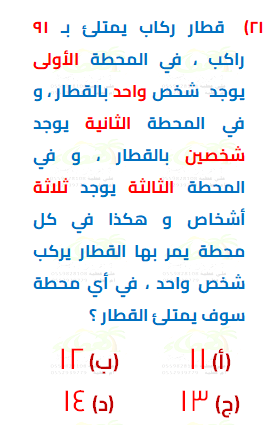 ٢١) قطار ركاب يمتلئ بـ ٩١
راكب ، في المحطة الأولى
يوجد شخص واحد بالقطار ، و
في المحطة الثانية يوجد
شخصين بالقطار ، و في
المحطة الثالثة يوجد ثلاثة
أشخاص و هكذا في كل
محطة يمر بها القطار يركب
شخص واحد ، في أي محطة
سوف يمتلئ القطار ؟
(أ) ١١ (ب) ١٢
(ج) ١٣ (د) ١٤